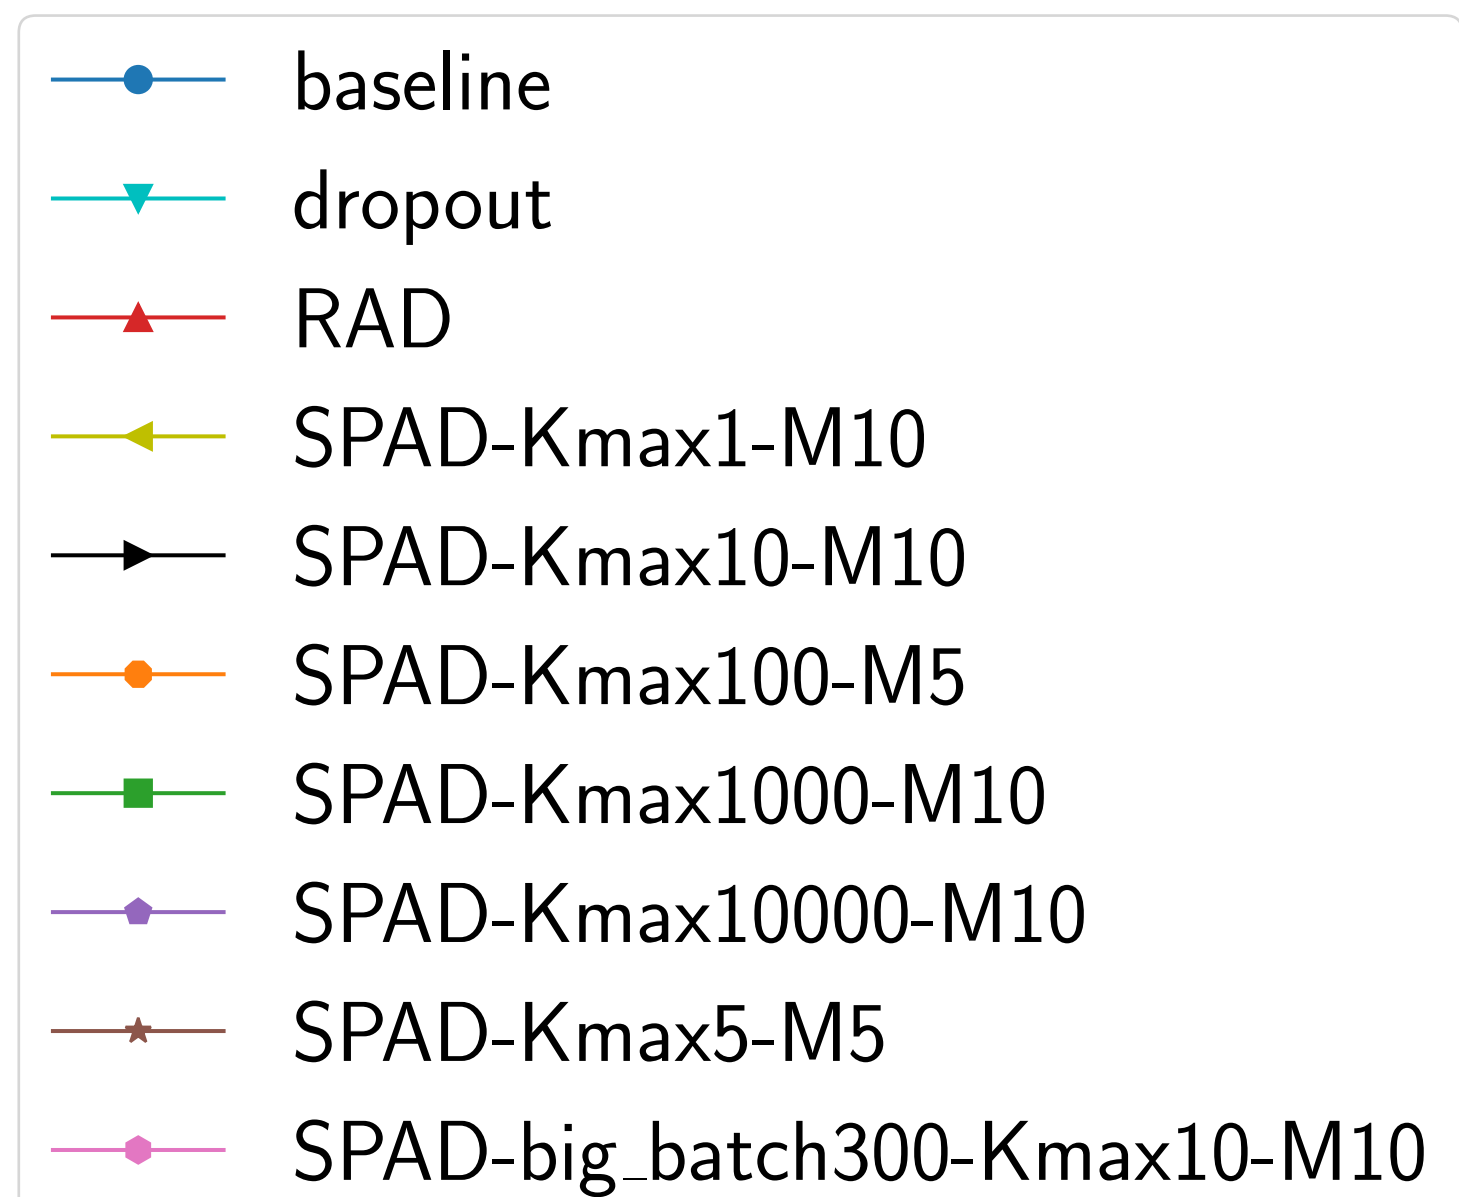 baseline
dropout
RAD
SPAD-Kmax1-M10
SPAD-Kmax10-M10
SPAD-Kmax100-M5
SPAD-Kmax1000-M10
SPAD-Kmax10000-M10
SPAD-Kmax5-M5
SPAD-big_batch300-Kmax10-M10